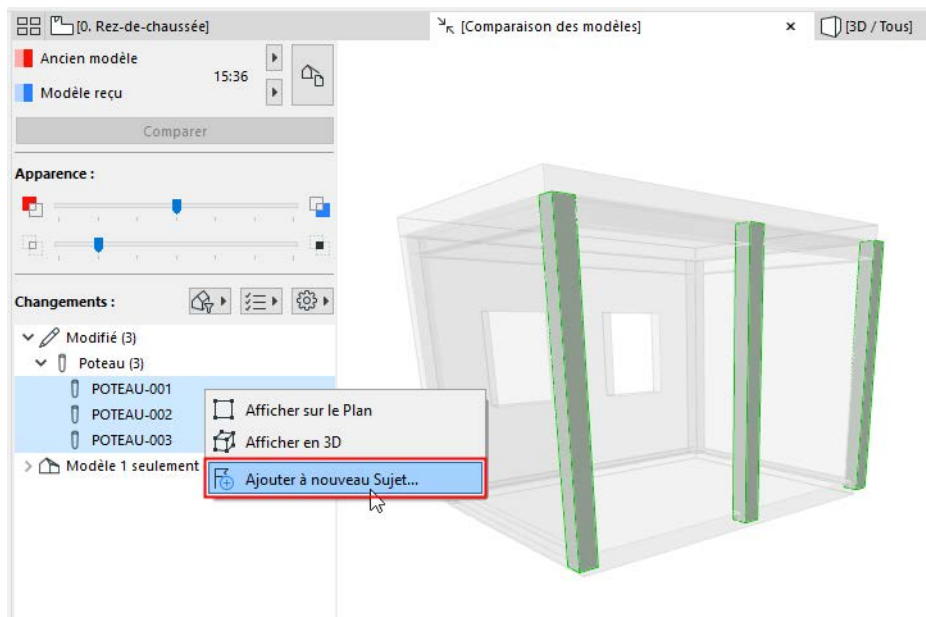 [0. Rez-de-chaussée]
[Comparaison des modèles]
[3D / Tous]
Ancien modèle
15:36
Modèle reçu
Comparer
Apparence :
Changements :
Modifié (3)
Poteau (3)
POTEAU-001
POTEAU-002
POTEAU-003
Modèle 1 seulement
Afficher sur le Plan
Afficher en 3D
Ajouter à nouveau Sujet...